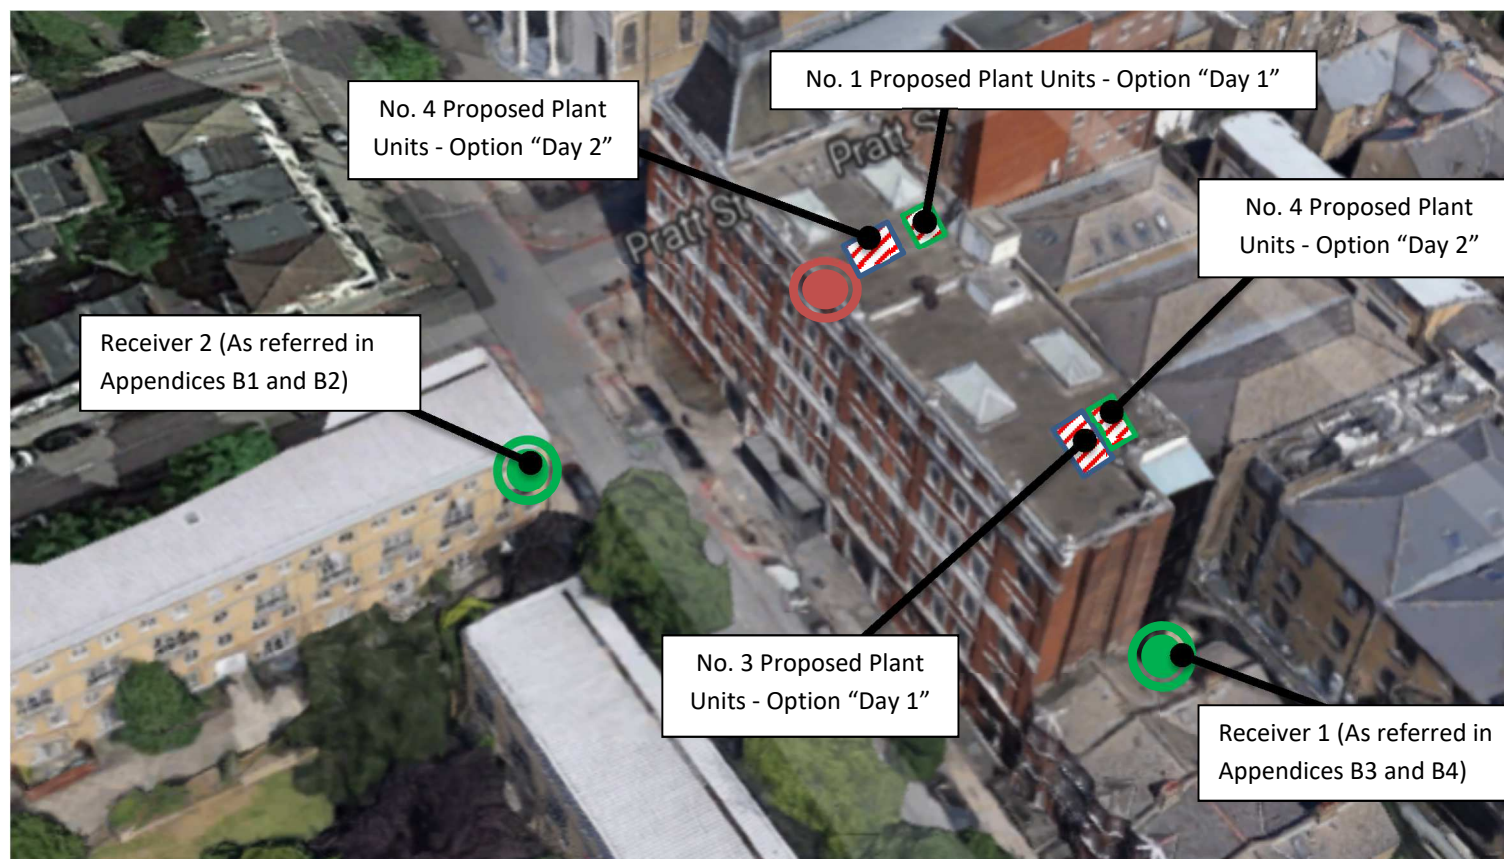 No. 1 Proposed Plant Units - Option “Day 1”
No. 4 Proposed Plant
Units - Option “Day 2”
Pratt St
Pratt St
No. 4 Proposed Plant
Units - Option “Day 2”
Receiver 2 (As referred in
Appendices B1 and B2)
No. 3 Proposed Plant
Units - Option “Day 1”
Receiver 1 (As referred in
Appendices B3 and B4)